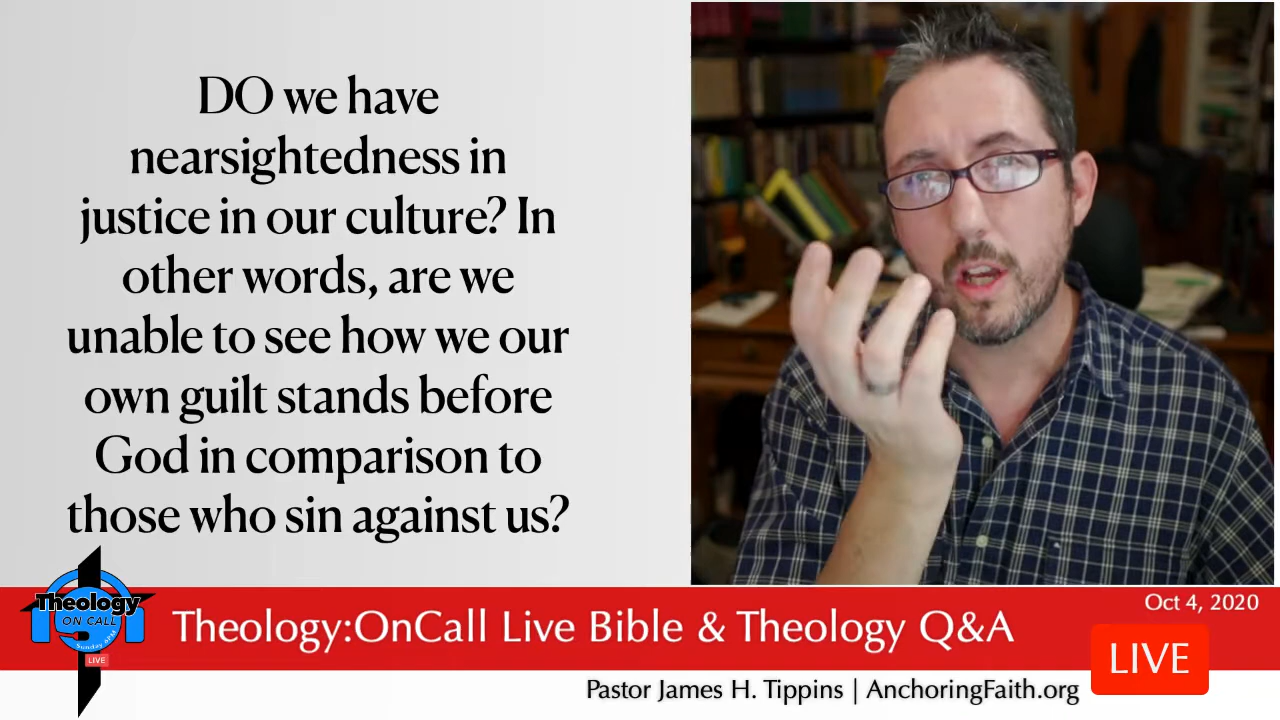 DO we have
nearsightedness in
justice in our culture? In
other words, are we
unable to see how we our
own guilt stands before
God in comparison to
those who sin against us?
Theology
ON CALL
Sunday 6PM
LIVE
Theology:OnCall Live Bible & Theology Q&A
Oct 4, 2020
LIVE
Pastor James H. Tippins | AnchoringFaith.org